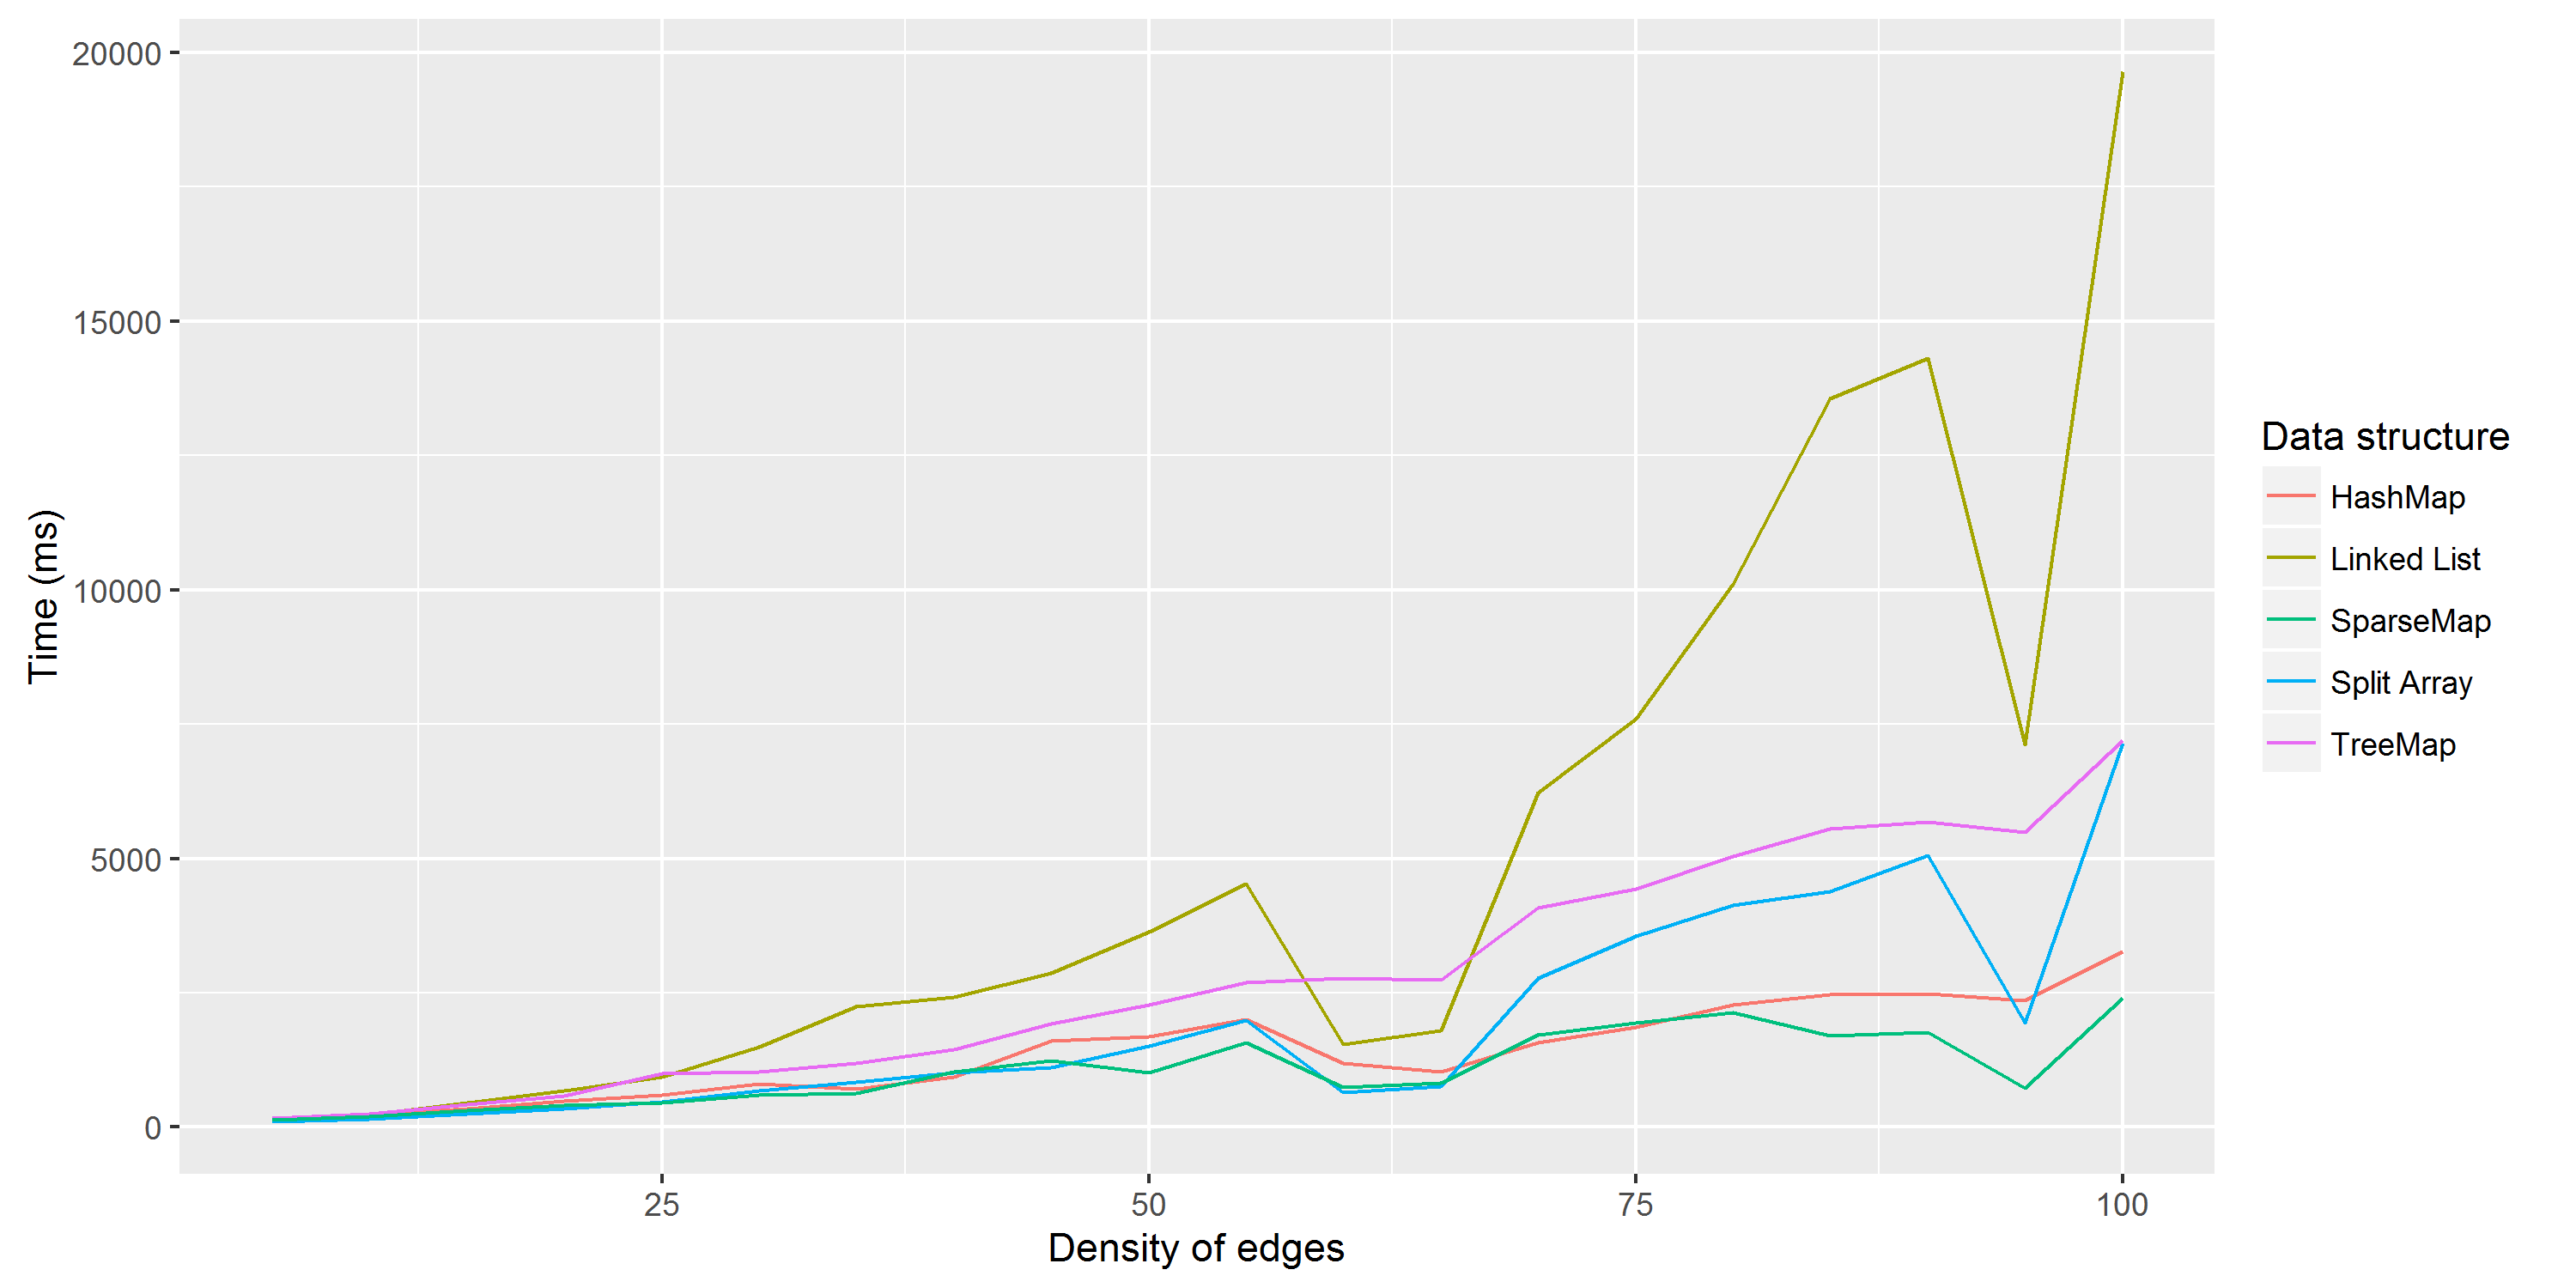 20000
15000
10000
5000
0
Time (ms)
25
50
75
100
Density of edges
Data structure
HashMap
Linked List
SparseMap
Split Array
TreeMap